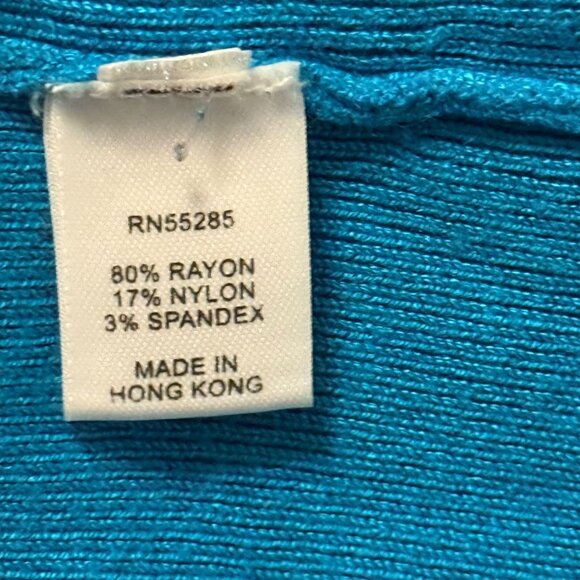 RN55285
80% RAYON
17% NYLON
3% SPANDEX
MADE IN
HONG KONG